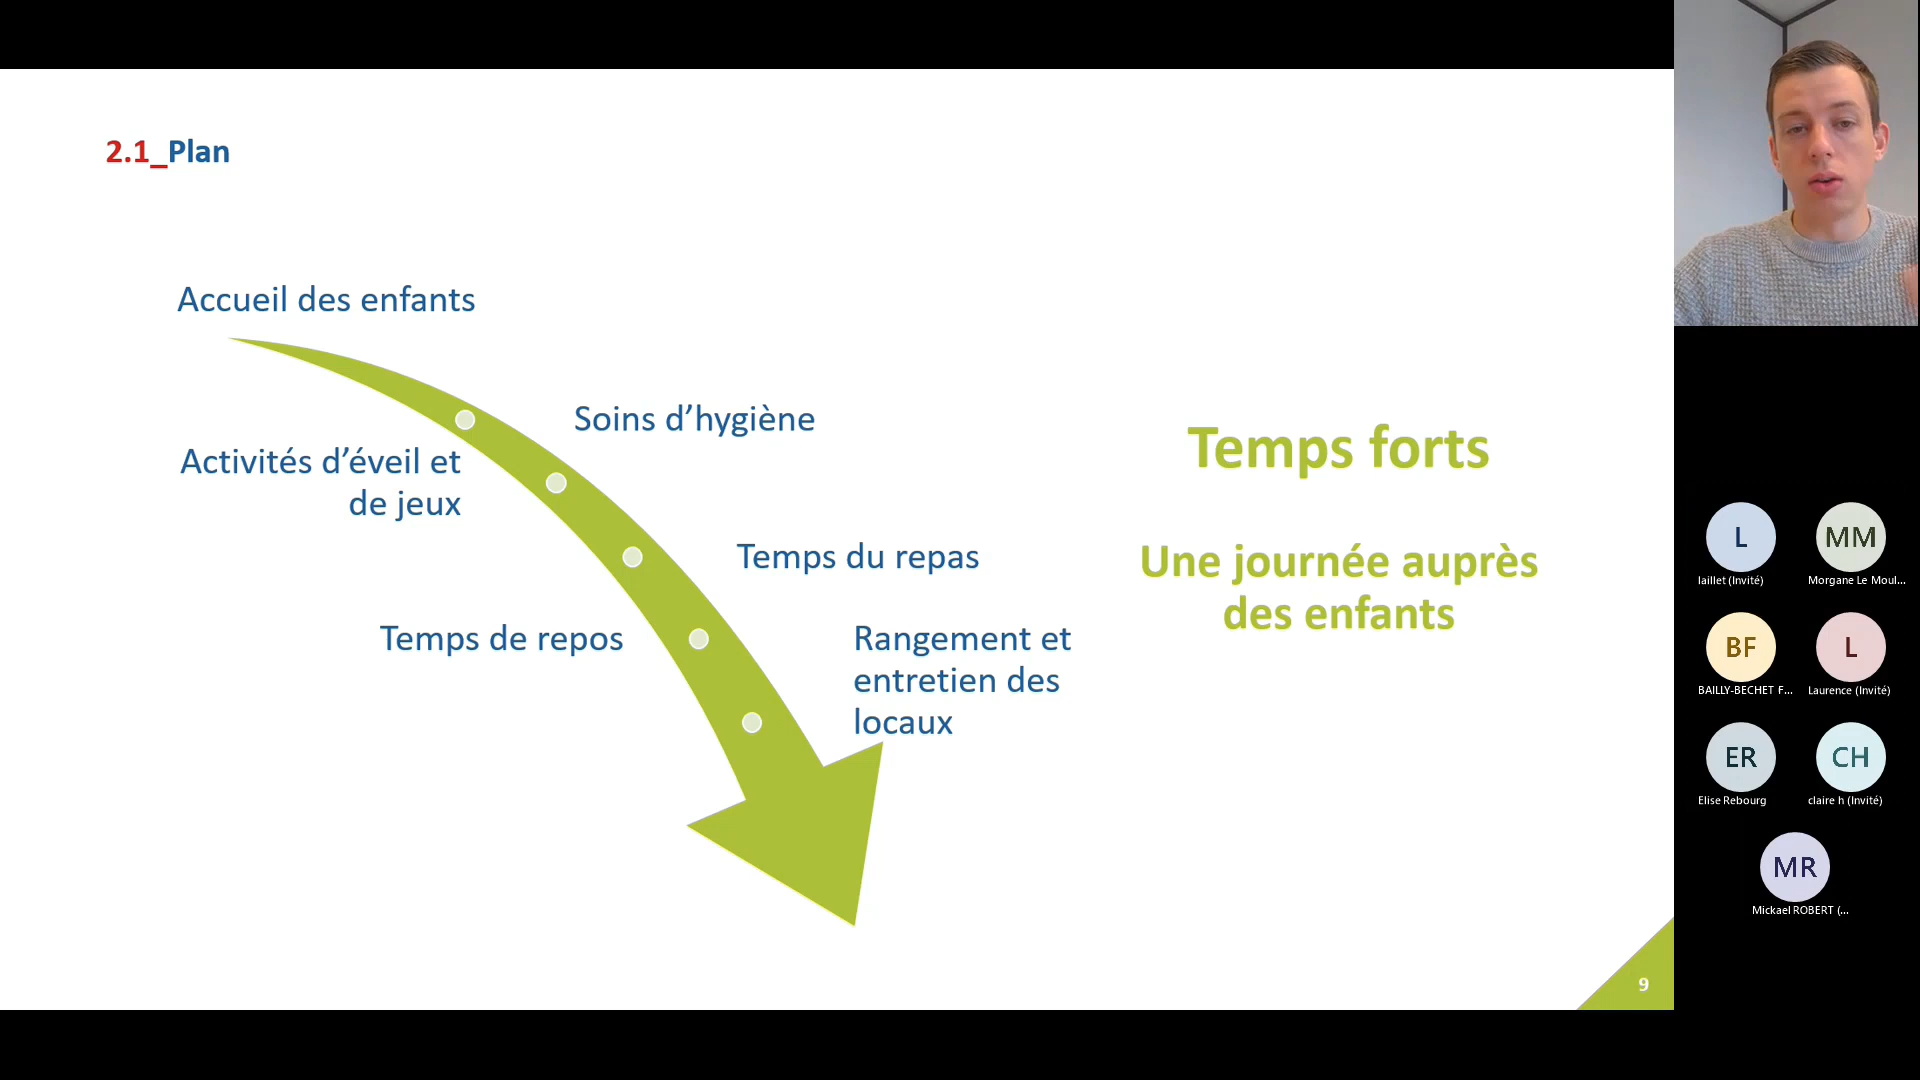 2.1_Plan
Accueil des enfants
Soins d’hygiène
Activités d’éveil et
de jeux
Temps du repas
Temps de repos
Rangement et
entretien des
locaux
Temps forts
Une journée auprès
des enfants
9
L
laillet (Invité)
MM
Morgane Le Moul...
BF
BAILLY-BECHET F...
L
Laurence (Invité)
ER
Elise Rebourg
CH
claire h (Invité)
MR
Mickael ROBERT (...